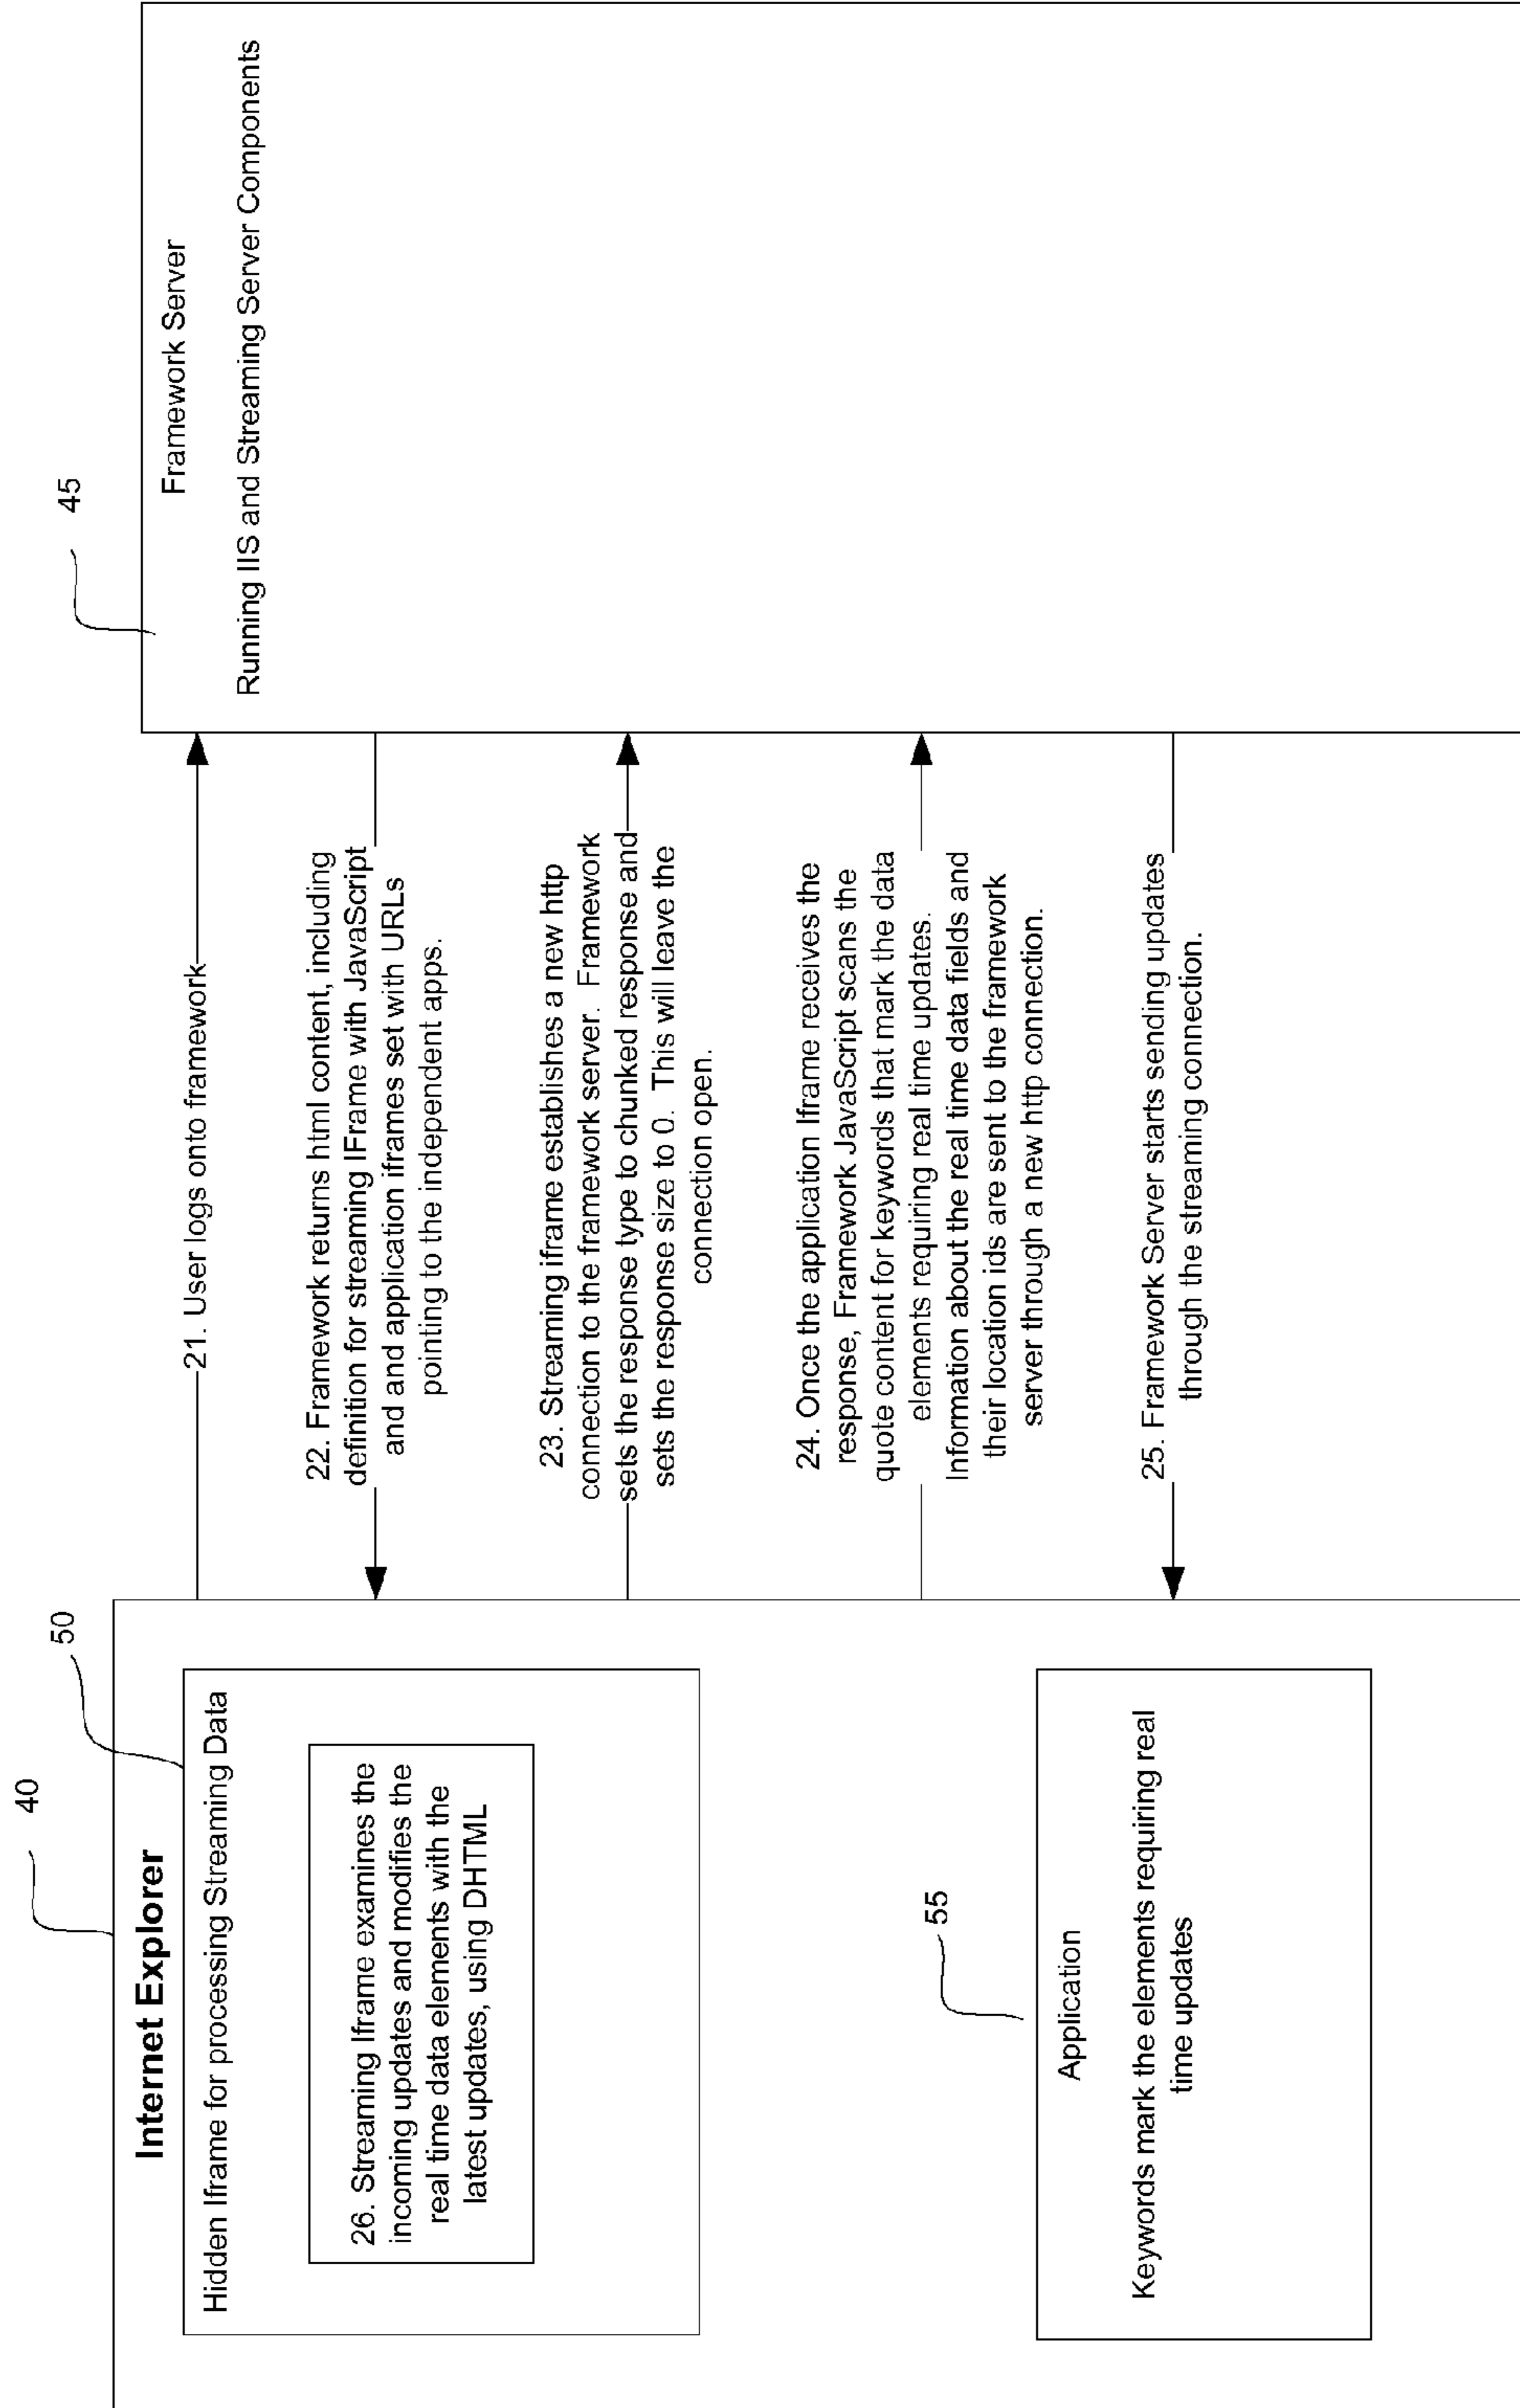 40
Internet Explorer
50
Hidden Iframe for processing Streaming Data
26. Streaming Iframe examines the
incoming updates and modifies the
real time data elements with the
latest updates, using DHTML
55
Application
Keywords mark the elements requiring real
time updates
21. User logs onto framework
22. Framework returns html content, including
definition for streaming IFrame with JavaScript
and and application iframes set with URLs
pointing to the independent apps.
23. Streaming iframe establishes a new http
connection to the framework server. Framework
sets the response type to chunked response and
sets the response size to 0. This will leave the
connection open.
24. Once the application Iframe receives the
response, Framework JavaScript scans the
quote content for keywords that mark the data
elements requiring real time updates.
Information about the real time data fields and
their location ids are sent to the framework
server through a new http connection.
25. Framework Server starts sending updates
through the streaming connection.
45
Framework Server
Running IIS and Streaming Server Components